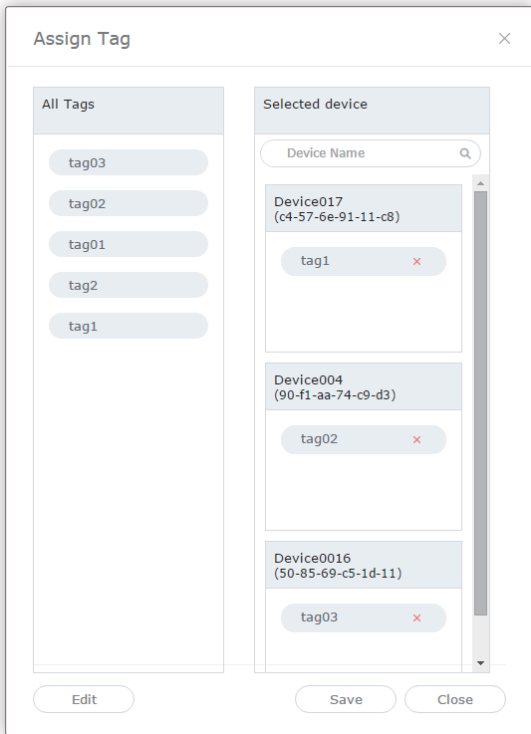 Assign Tag
All Tags
tag03
tag02
tag01
tag2
tag1
Selected device
Device Name
Device017
(c4-57-6e-91-11-c8)
tag1
Device004
(90-f1-aa-74-c9-d3)
tag02
Device0016
(50-85-69-c5-1d-11)
tag03
Edit
Save
Close